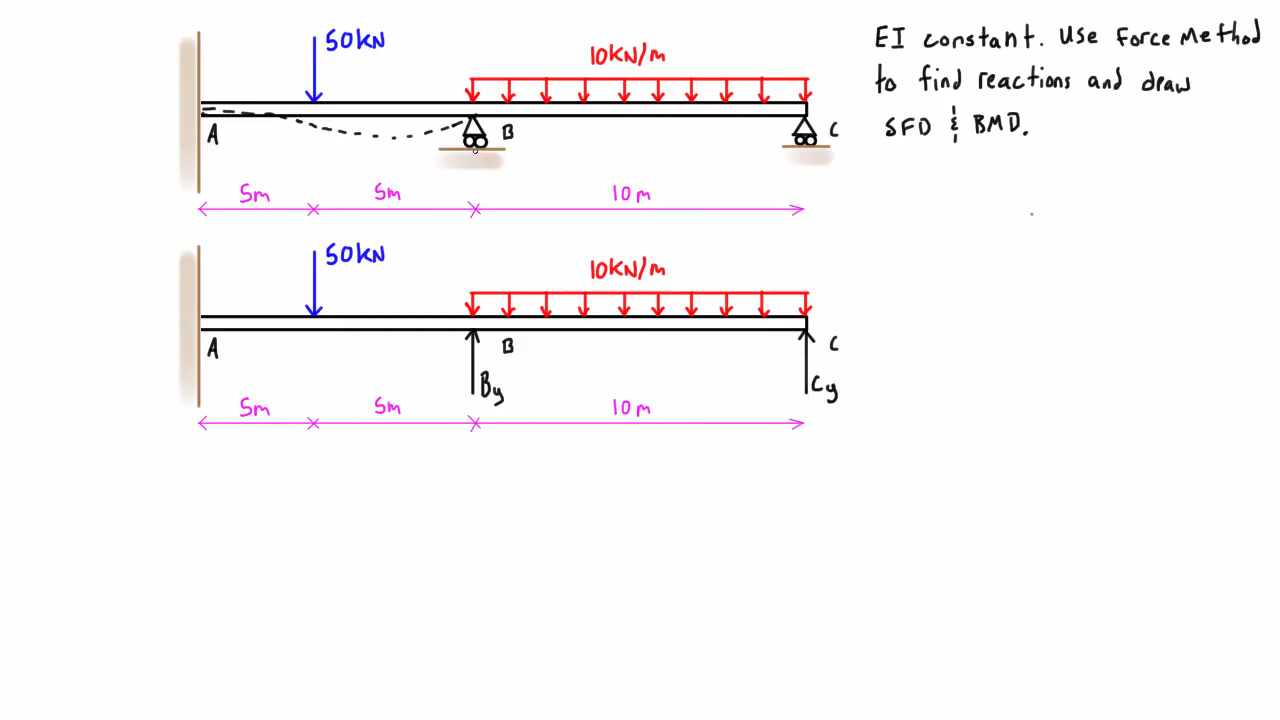 50kN
10kN/m
EI constant. Use Force Method
to find reactions and draw
SFD & BMD.
A
B
C
5m
5m
10m
50kN
10kN/m
A
B
C
By
Cy
5m
5m
10m